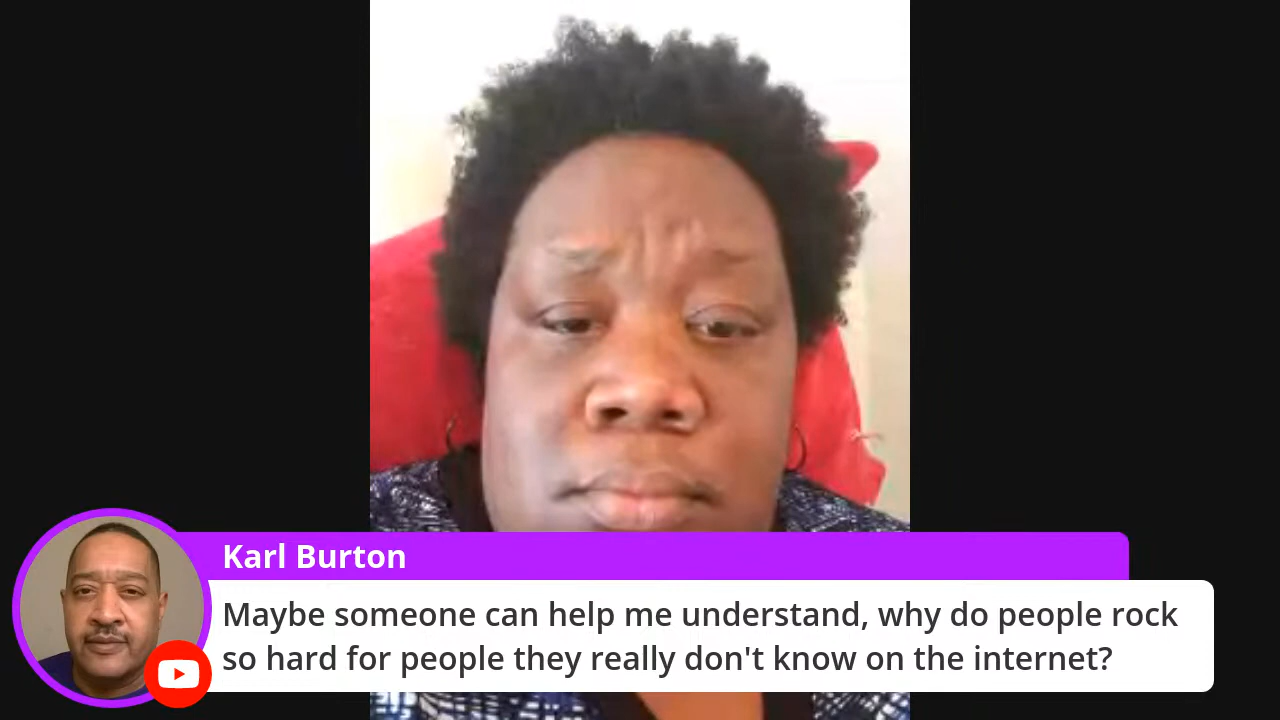 Karl Burton
Maybe someone can help me understand, why do people rock
so hard for people they really don't know on the internet?